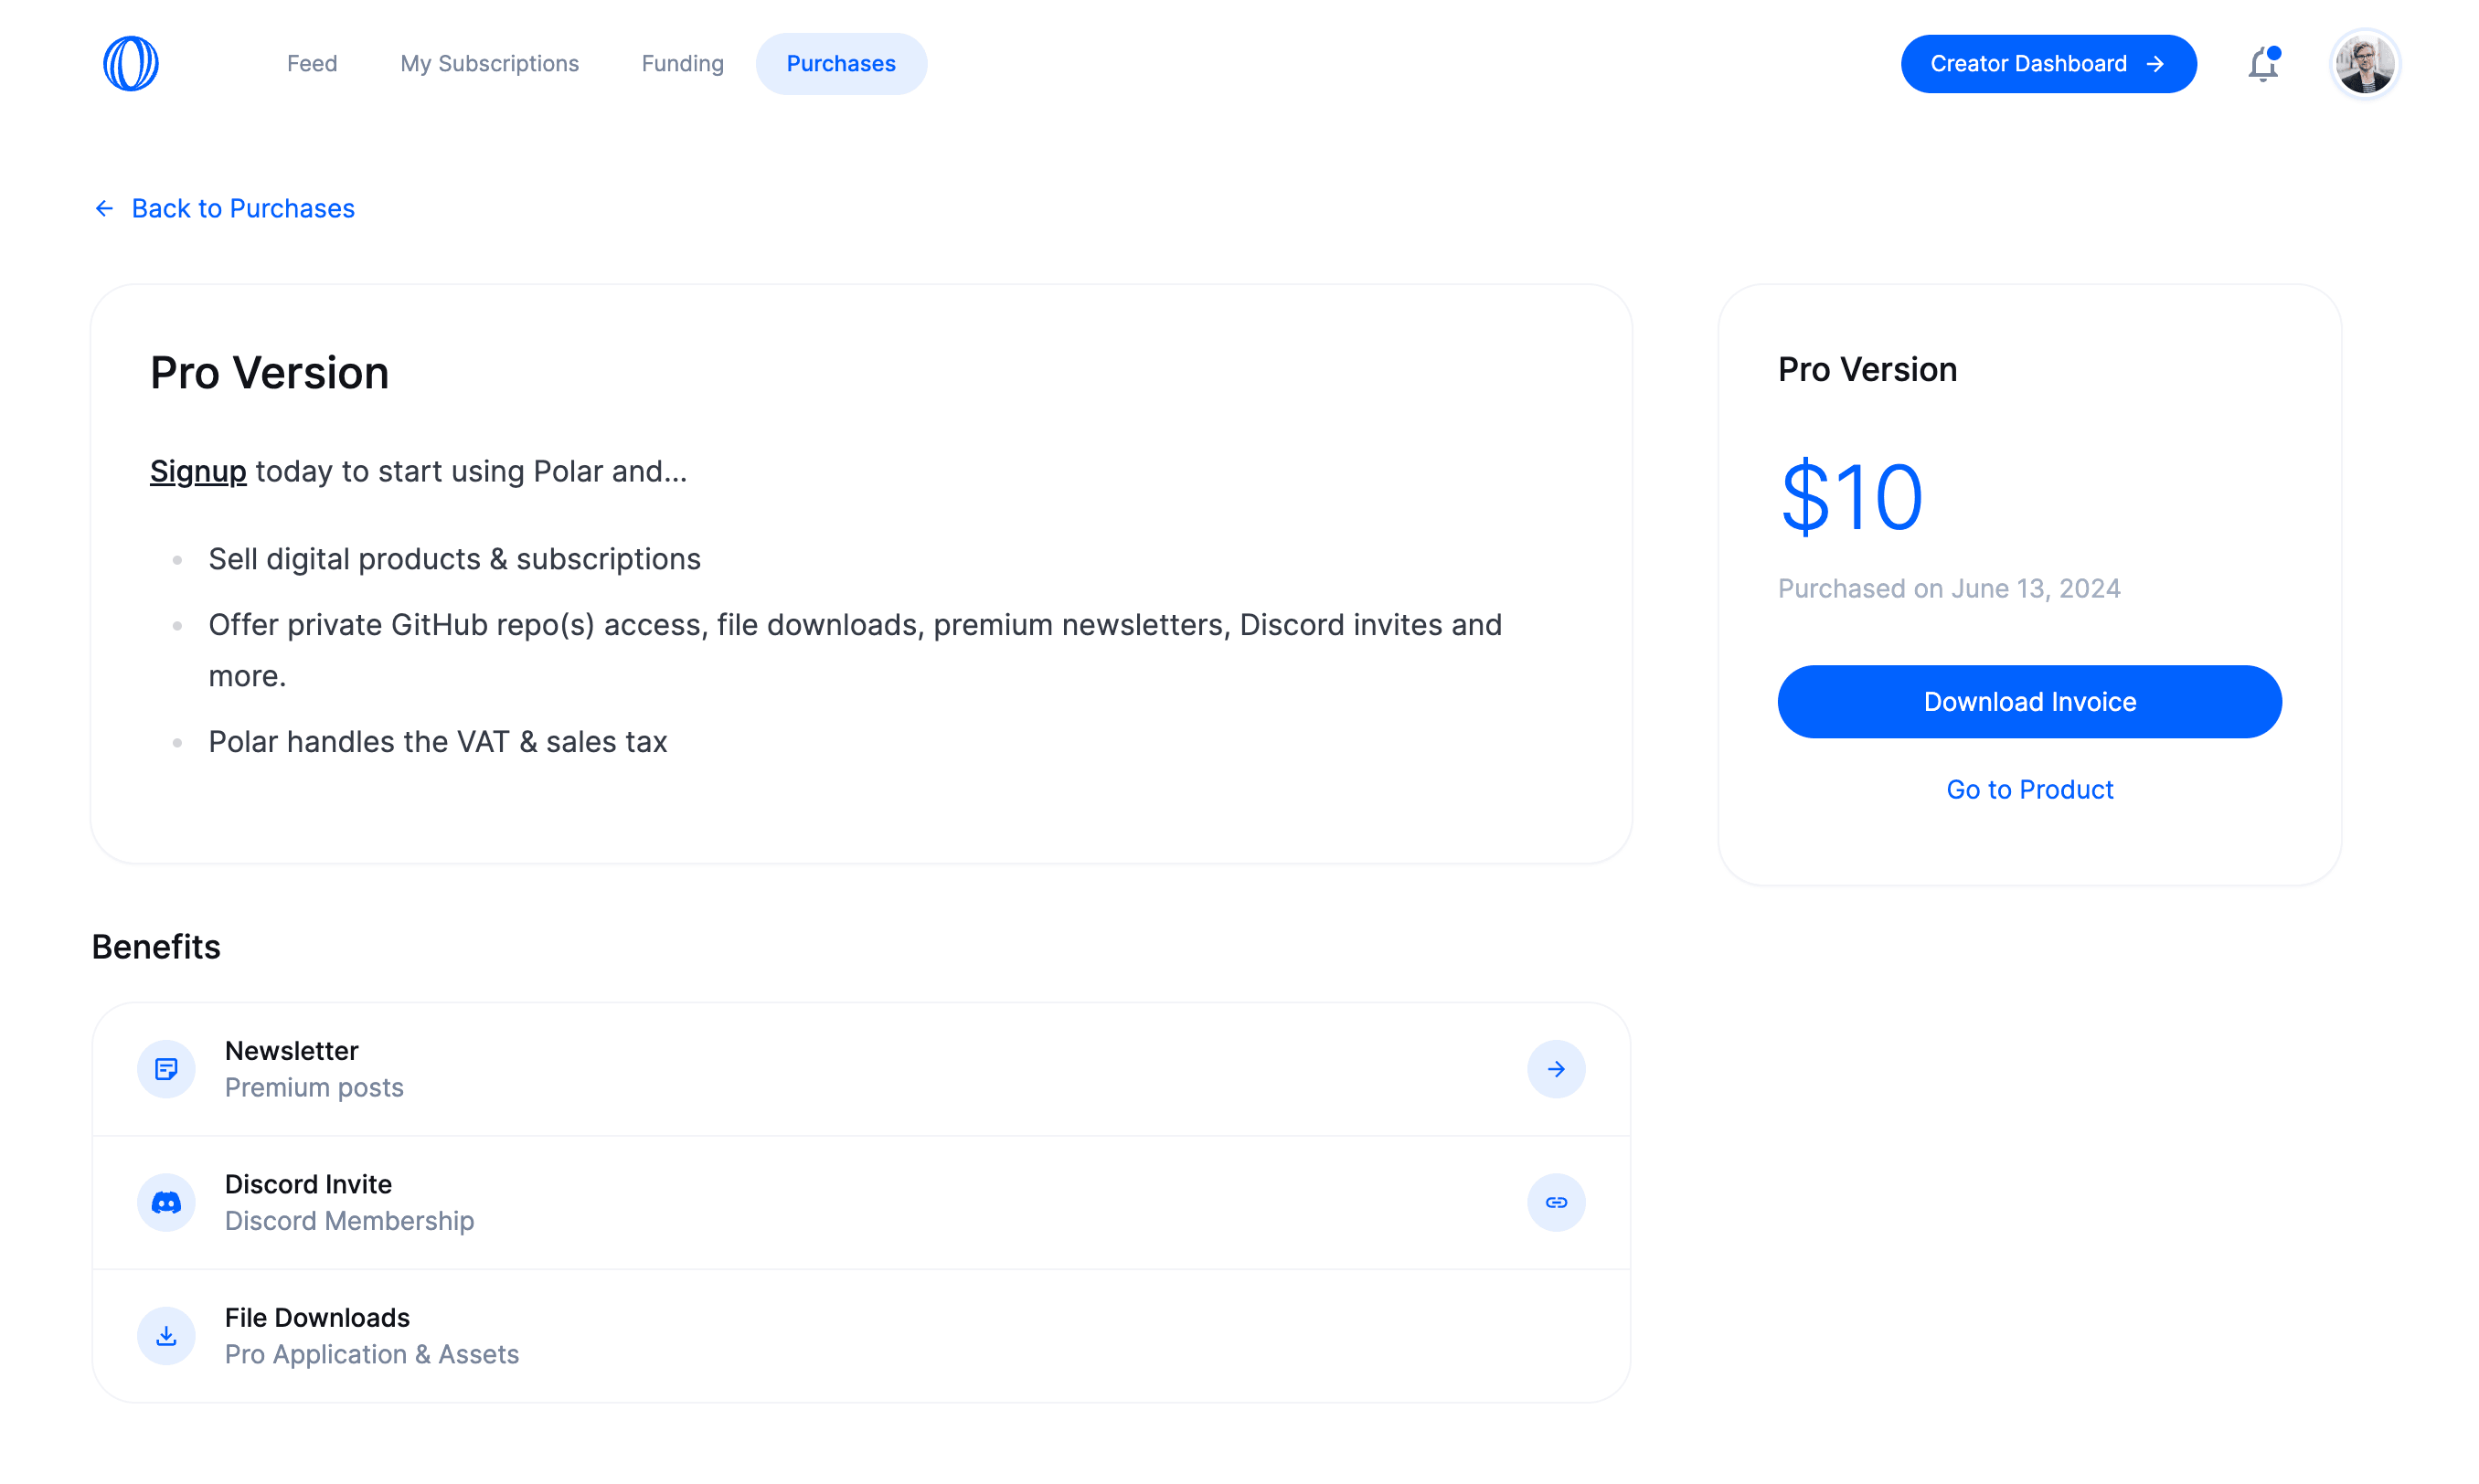 Feed My Subscriptions Funding Purchases Creator Dashboard
Back to Purchases
Pro Version
Signup today to start using Polar and...
Sell digital products & subscriptions
Offer private GitHub repo(s) access, file downloads, premium newsletters, Discord invites and
more.
Polar handles the VAT & sales tax
Pro Version
$10
Purchased on June 13, 2024
Download Invoice
Go to Product
Benefits
Newsletter
Premium posts
Discord Invite
Discord Membership
File Downloads
Pro Application & Assets